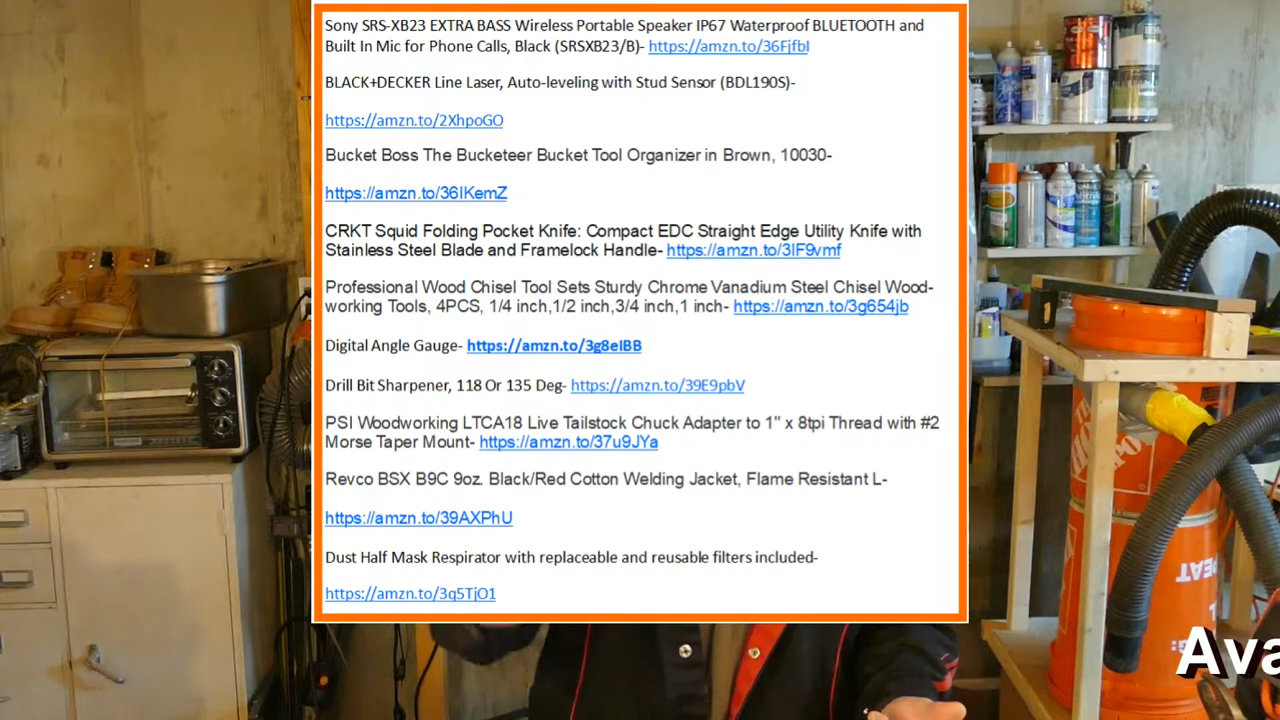 Sony SRS-XB23 EXTRA BASS Wireless Portable Speaker IP67 Waterproof BLUETOOTH and
Built In Mic for Phone Calls, Black (SRSXB23/B)- https://amzn.to/36FjfbI
BLACK+DECKER Line Laser, Auto-leveling with Stud Sensor (BDL190S)-
https://amzn.to/2XhpoGO
Bucket Boss The Bucketeer Bucket Tool Organizer in Brown, 10030-
https://amzn.to/36IKemZ
CRKT Squid Folding Pocket Knife: Compact EDC Straight Edge Utility Knife with
Stainless Steel Blade and Framelock Handle- https://amzn.to/3lF9vmf
Professional Wood Chisel Tool Sets Sturdy Chrome Vanadium Steel Chisel Wood-
working Tools, 4PCS, 1/4 inch,1/2 inch,3/4 inch,1 inch- https://amzn.to/3g654jb
Digital Angle Gauge- https://amzn.to/3g8elBB
Drill Bit Sharpener, 118 Or 135 Deg- https://amzn.to/39E9pbV
PSI Woodworking LTCA18 Live Tailstock Chuck Adapter to 1" x 8tpi Thread with #2
Morse Taper Mount- https://amzn.to/37u9JYa
Revco BSX B9C 9oz. Black/Red Cotton Welding Jacket, Flame Resistant L-
https://amzn.to/39AXPhU
Dust Half Mask Respirator with replaceable and reusable filters included-
https://amzn.to/3q5TjO1
Ava